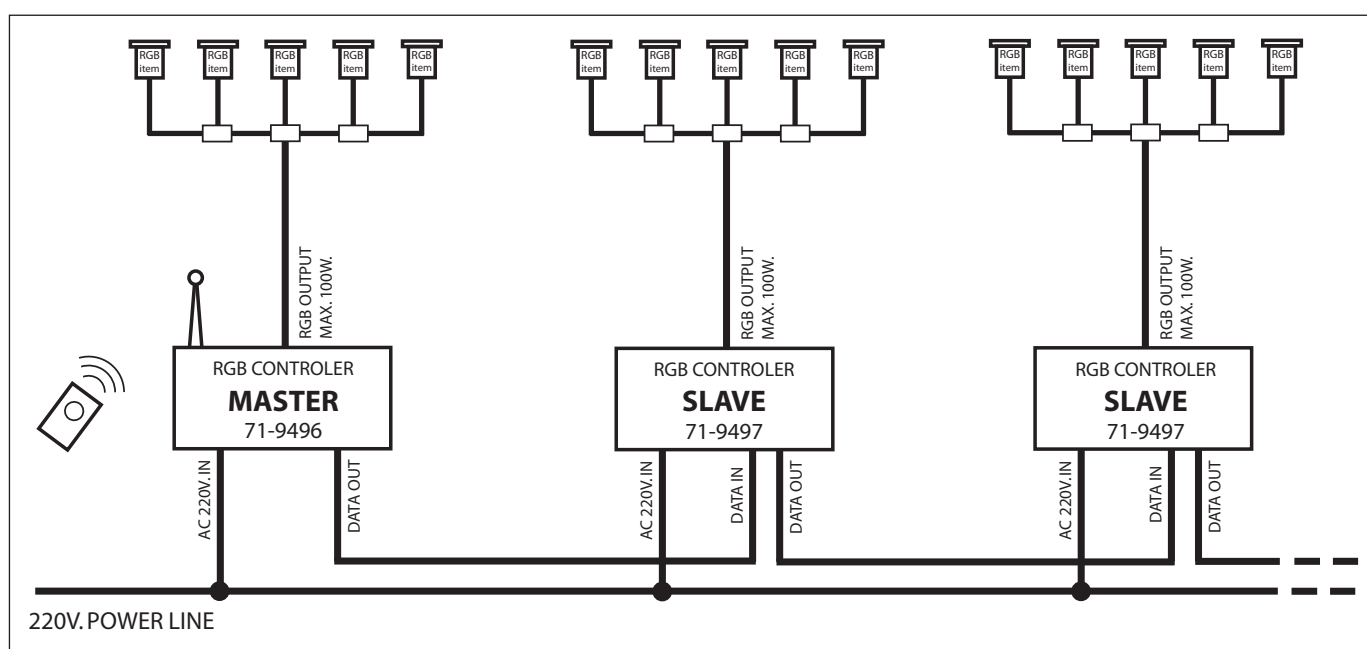 RGB
item
RGB
item
RGB
item
RGB
item
RGB
item
RGB
item
RGB
item
RGB
item
RGB
item
RGB
item
RGB
item
RGB
item
RGB
item
RGB
item
RGB
item
RGB OUTPUT
MAX. 100W.
RGB OUTPUT
MAX. 100W.
RGB OUTPUT
MAX. 100W.
RGB CONTROLER
MASTER
71-9496
RGB CONTROLER
SLAVE
71-9497
RGB CONTROLER
SLAVE
71-9497
AC 220V. IN
DATA OUT
AC 220V. IN
DATA IN
DATA OUT
AC 220V. IN
DATA IN
DATA OUT
220V. POWER LINE